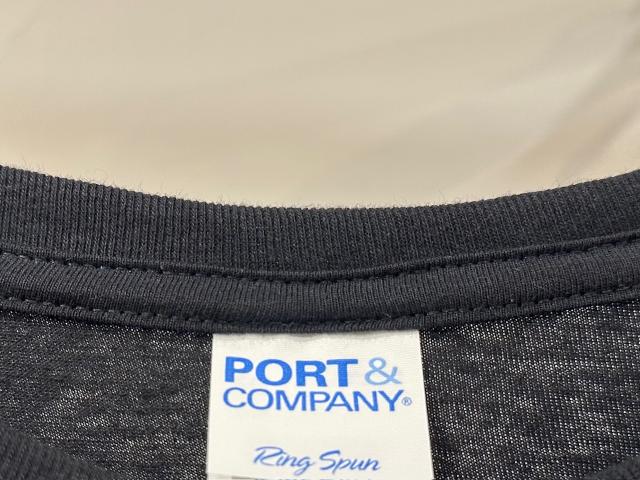 PORT &
COMPANY®
Ring Spun